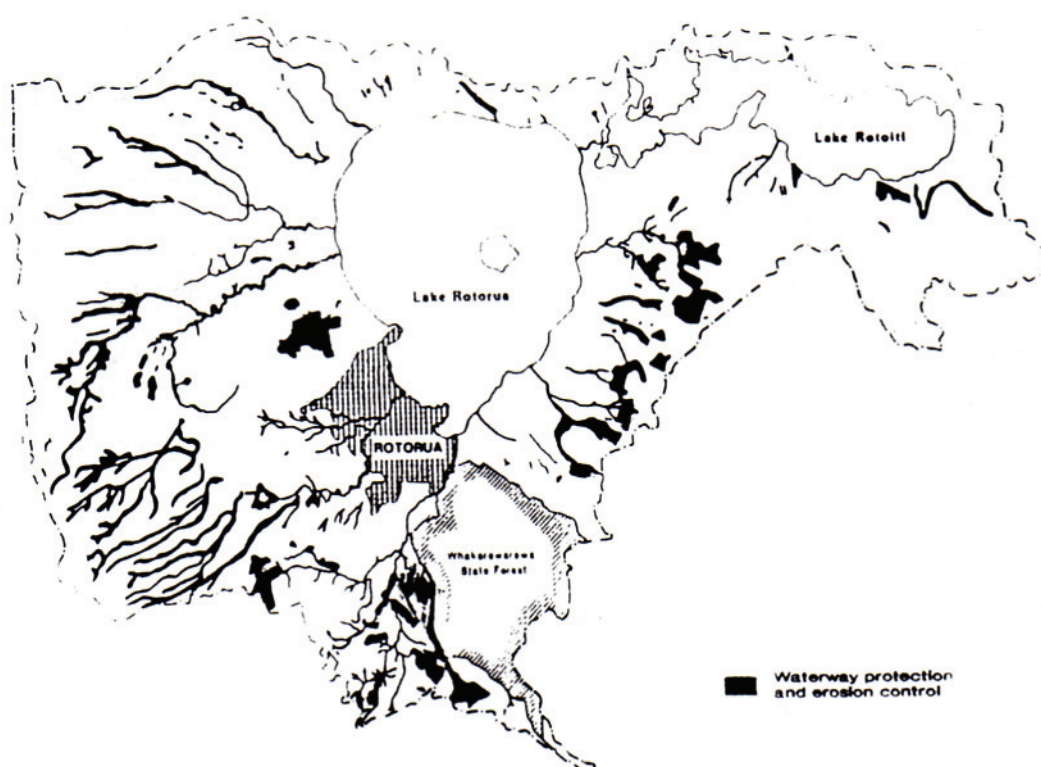 Lake Rotoiti
Lake Rotorua
ROTORUA
Whakarewarewa
State Forest
Waterway protection
and erosion control